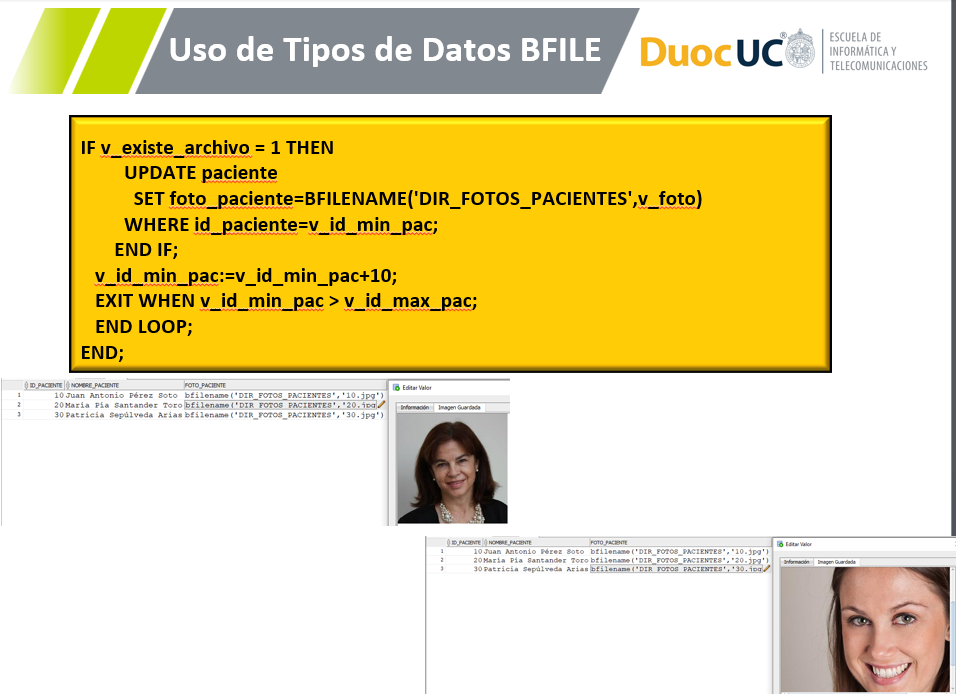 Uso de Tipos de Datos BFILE
DuocUC®
ESCUELA DE
INFORMÁTICA Y
TELECOMUNICACIONES
IF v_existe_archivo = 1 THEN
UPDATE paciente
SET foto_paciente=BFILENAME('DIR_FOTOS_PACIENTES',v_foto)
WHERE id_paciente=v_id_min_pac;
END IF;
v_id_min_pac:=v_id_min_pac+10;
EXIT WHEN v_id_min_pac > v_id_max_pac;
END LOOP;
END;
ID_PACIENTE NOMBRE_PACIENTE FOTO_PACIENTE
1 10 Juan Antonio Pérez Soto bfilename('DIR_FOTOS_PACIENTES','10.jpg')
2 20 María Pía Santander Toro bfilename('DIR_FOTOS_PACIENTES','20.jpg
3 30 Patricia Sepúlveda Arias bfilename('DIR_FOTOS_PACIENTES','30.jpg')
Editar Valor
Información Imagen Guardada
ID_PACIENTE NOMBRE_PACIENTE FOTO_PACIENTE
1 10 Juan Antonio Pérez Soto bfilename('DIR_FOTOS_PACIENTES','10.jpg')
2 20 María Pía Santander Toro bfilename('DIR_FOTOS_PACIENTES','20.jpg')
3 30 Patricia Sepúlveda Arias bfilename('DIR_FOTOS_PACIENTES','30.jpg
Editar Valor
Información Imagen Guardada